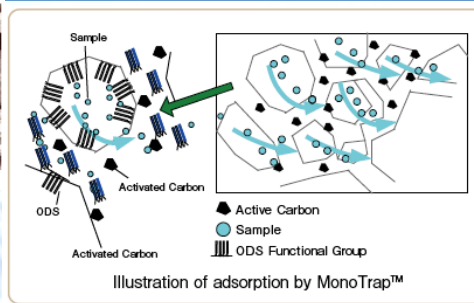 Sample
Activated Carbon
ODS
Activated Carbon
Active Carbon
Sample
ODS Functional Group
Illustration of adsorption by MonoTrap™